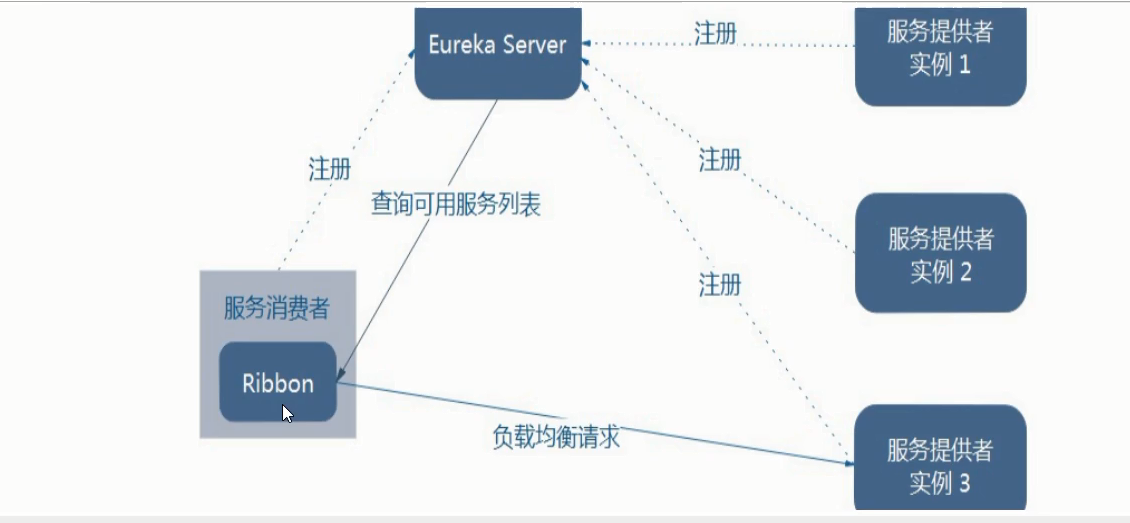 Eureka Server
注册
服务提供者
实例 1
注册
注册
查询可用服务列表
服务提供者
实例 2
注册
服务消费者
Ribbon
负载均衡请求
服务提供者
实例 3